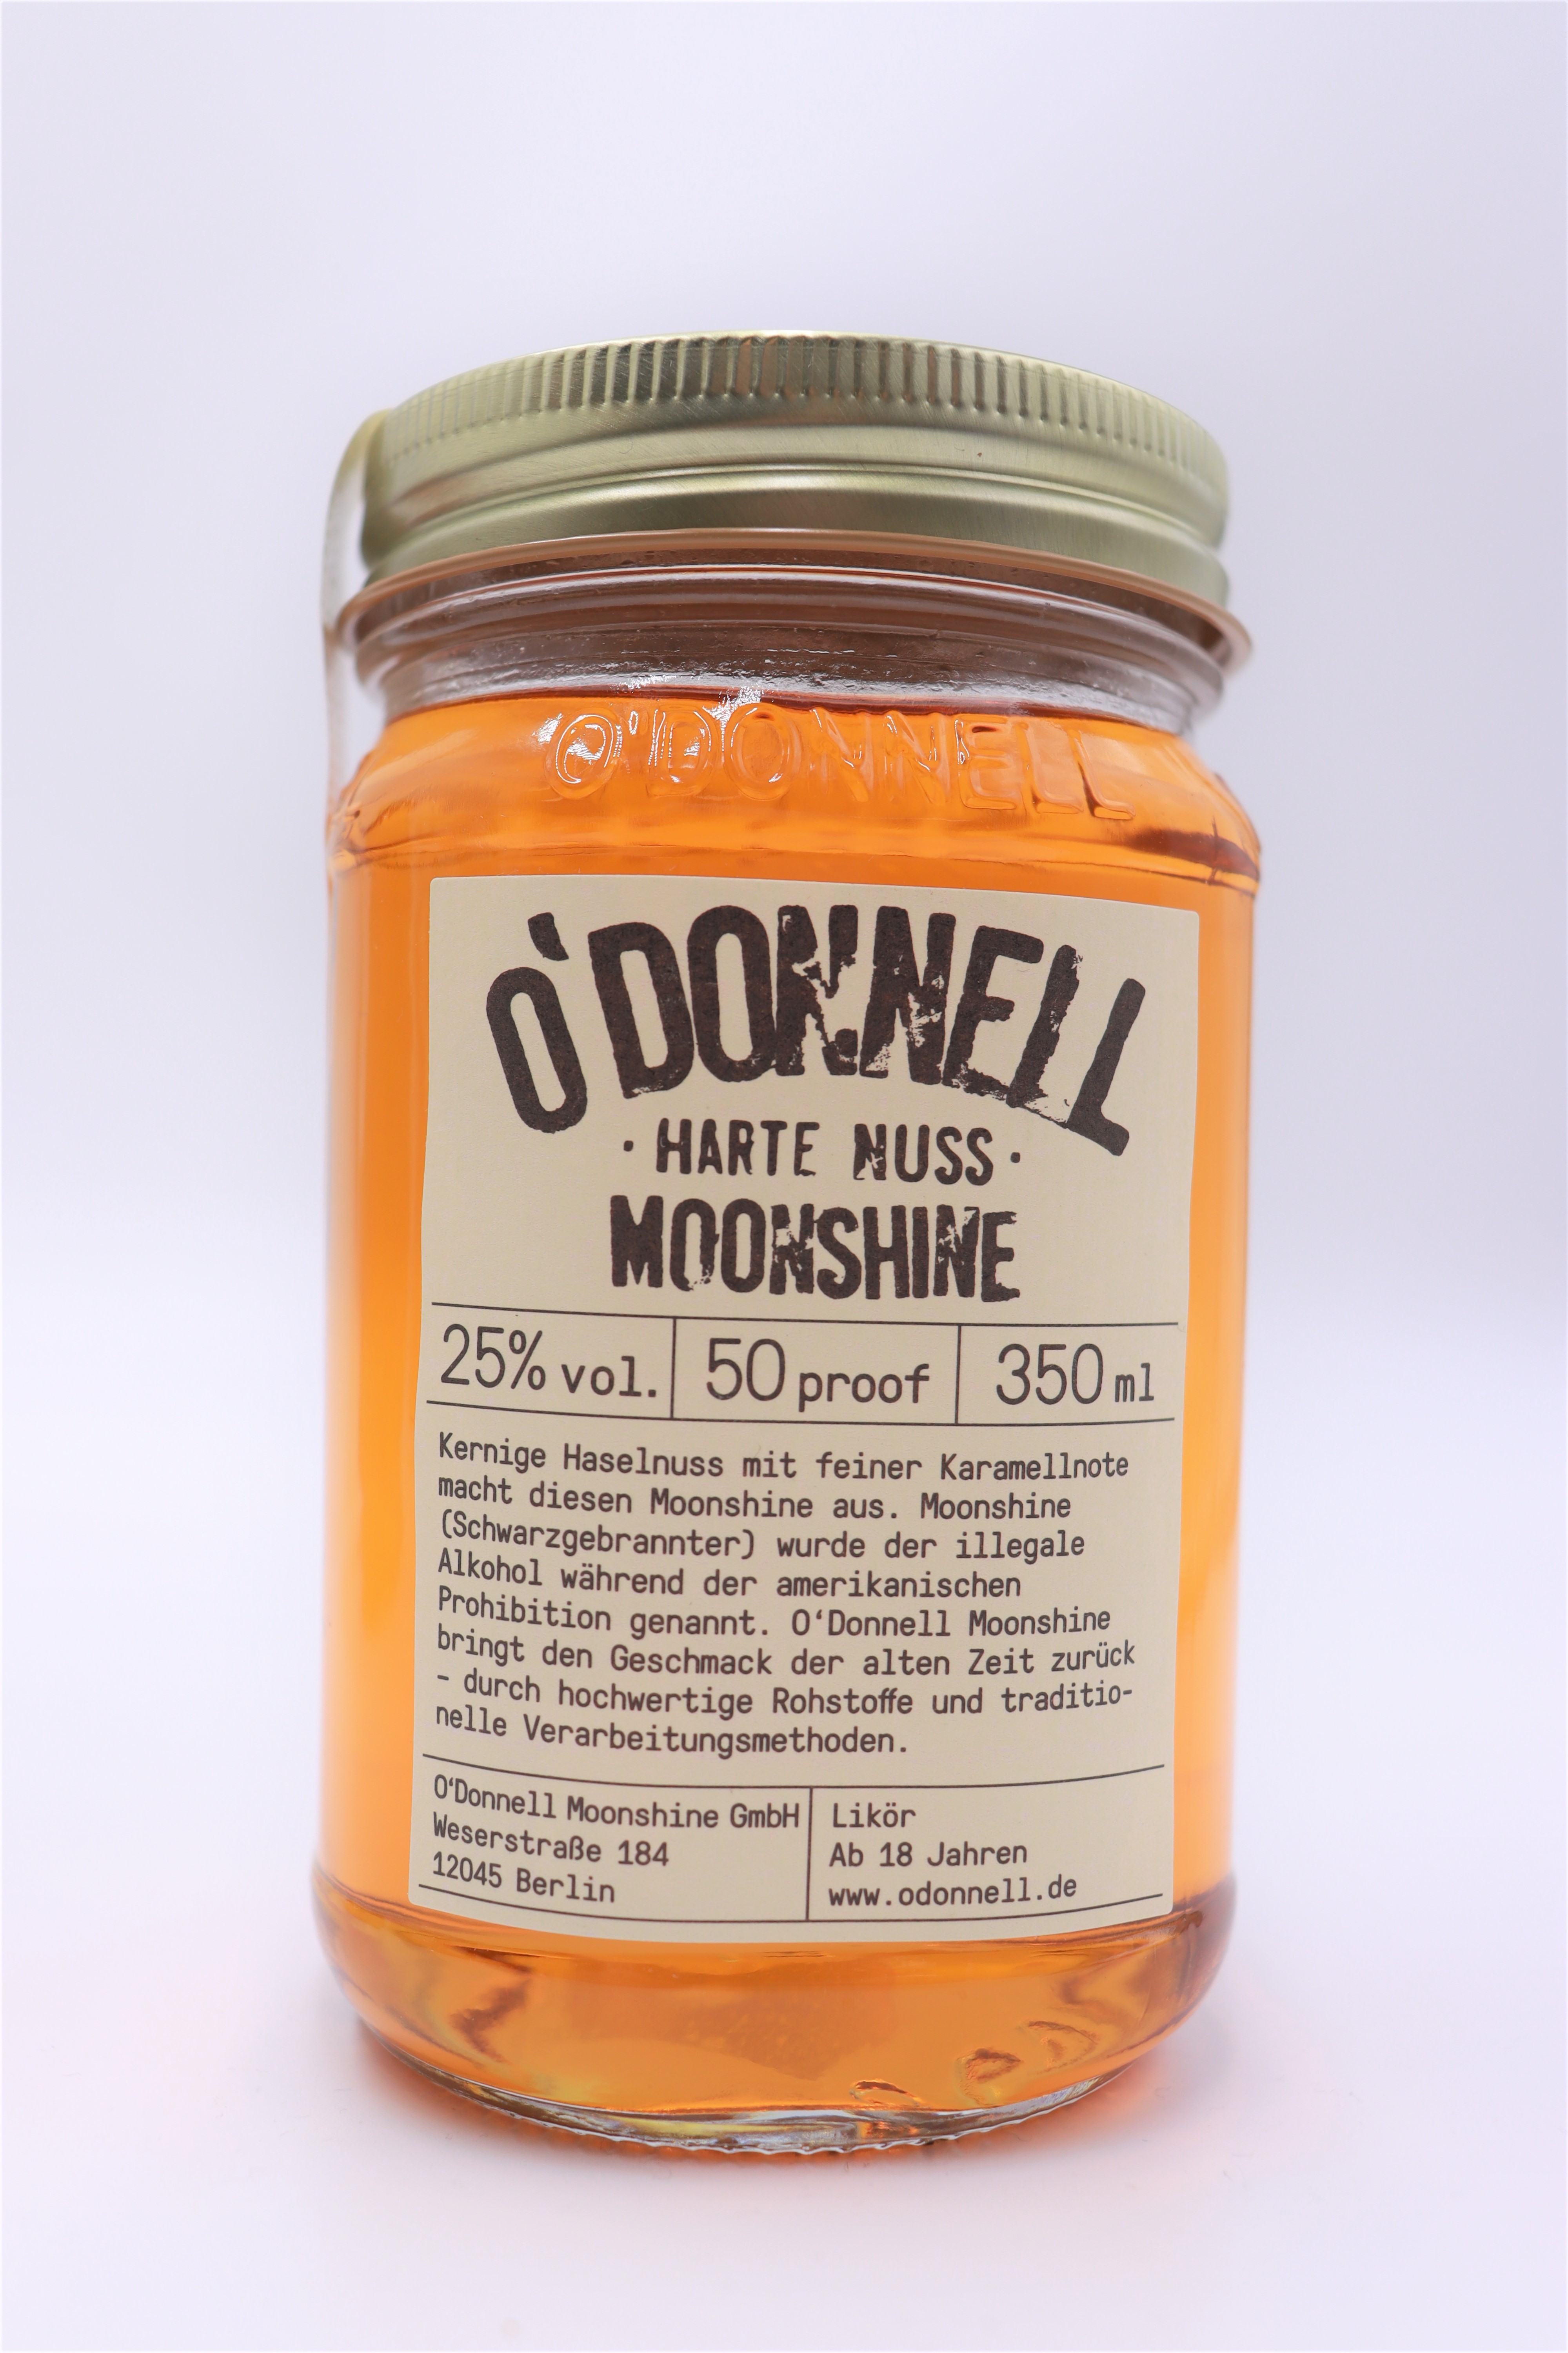 O'DONNELL
O'DONNELL
· HARTE NUSS ·
MOONSHINE
25% vol. 50 proof 350 ml
Kernige Haselnuss mit feiner Karamellnote
macht diesen Moonshine aus. Moonshine
(Schwarzgebrannter) wurde der illegale
Alkohol während der amerikanischen
Prohibition genannt. O‘Donnell Moonshine
bringt den Geschmack der alten Zeit zurück
- durch hochwertige Rohstoffe und traditio-
nelle Verarbeitungsmethoden.
O‘Donnell Moonshine GmbH
Weserstraße 184
12045 Berlin
Likör
Ab 18 Jahren
www.odonnell.de